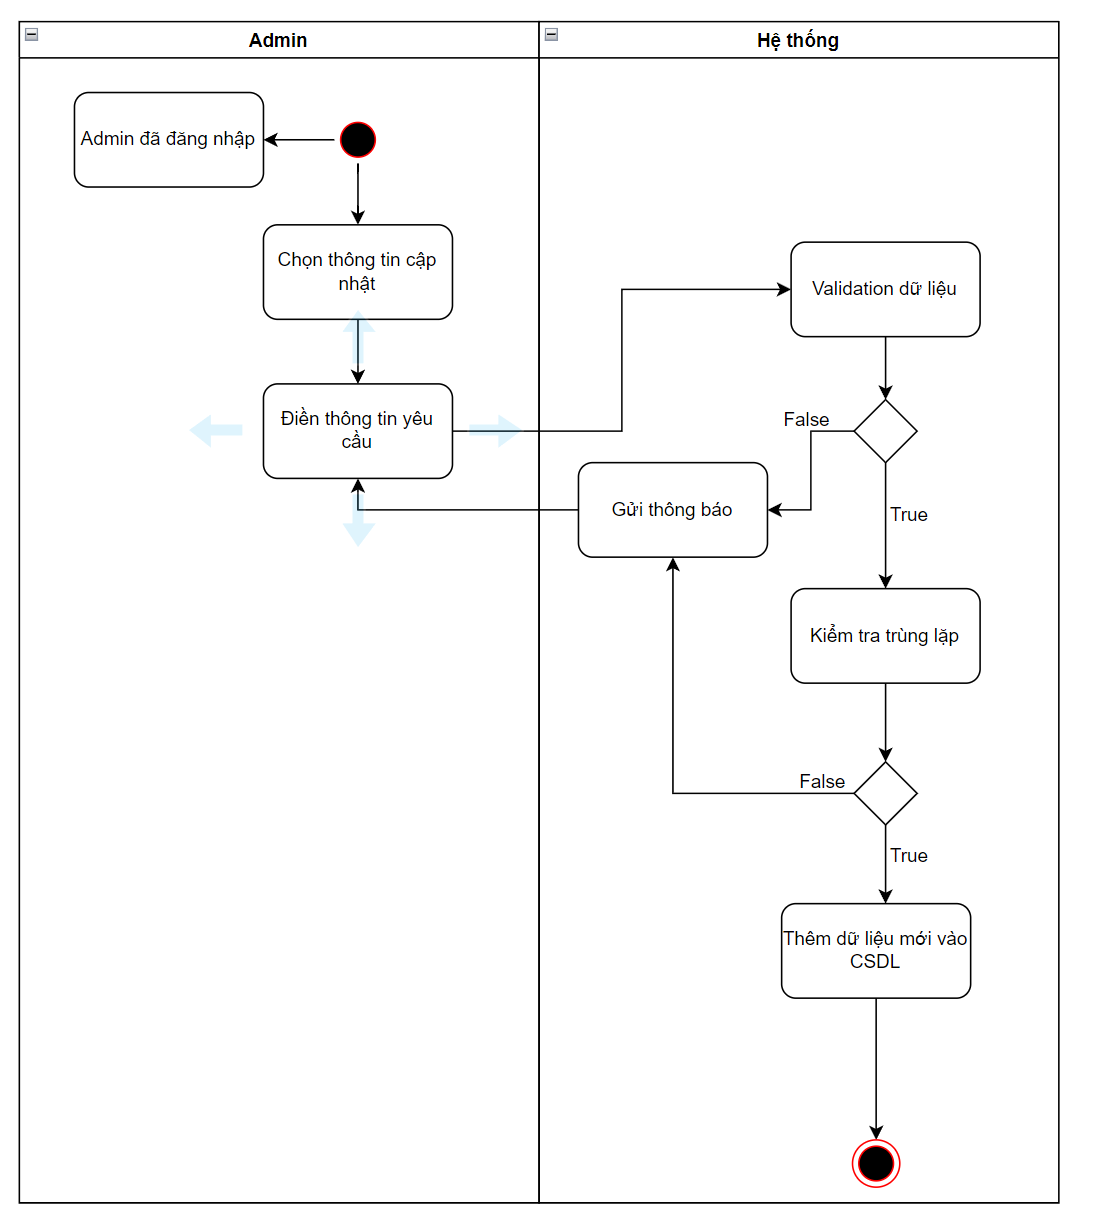 Admin
Hệ thống
Admin đã đăng nhập
Chọn thông tin cập
nhật
Validation dữ liệu
Điền thông tin yêu
cầu
False
Gửi thông báo
True
Kiểm tra trùng lặp
False
True
Thêm dữ liệu mới vào
CSDL